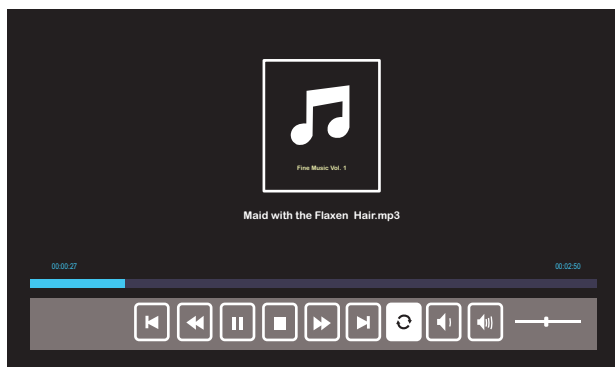 Fine Music Vol. 1
Maid with the Flaxen  Hair.mp3
00:00:27
00:02:50